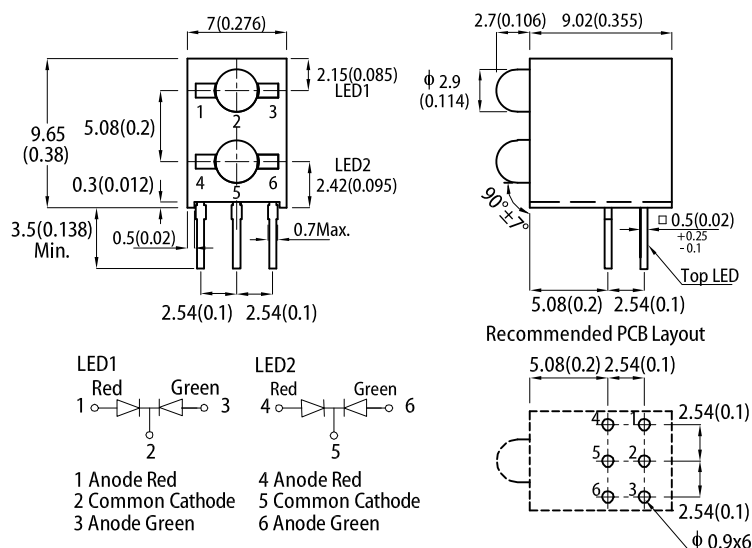 7(0.276)
2.15(0.085)
LED1
1
2
3
5.08(0.2)
9.65
(0.38)
LED2
4
5
6
2.42(0.095)
0.3(0.012)
3.5(0.138)
Min.
0.5(0.02)
0.7Max.
2.54(0.1)
2.54(0.1)
2.7(0.106)
9.02(0.355)
ϕ 2.9
(0.114)
90°±7°
□ 0.5(0.02)
+0.25
-0.1
Top LED
5.08(0.2)
2.54(0.1)
LED1
Red
Green
1
3
2
1 Anode Red
2 Common Cathode
3 Anode Green
LED2
Red
Green
4
6
5
4 Anode Red
5 Common Cathode
6 Anode Green
Recommended PCB Layout
5.08(0.2)
2.54(0.1)
4
1
2.54(0.1)
5
2
6
3
2.54(0.1)
ϕ 0.9x6